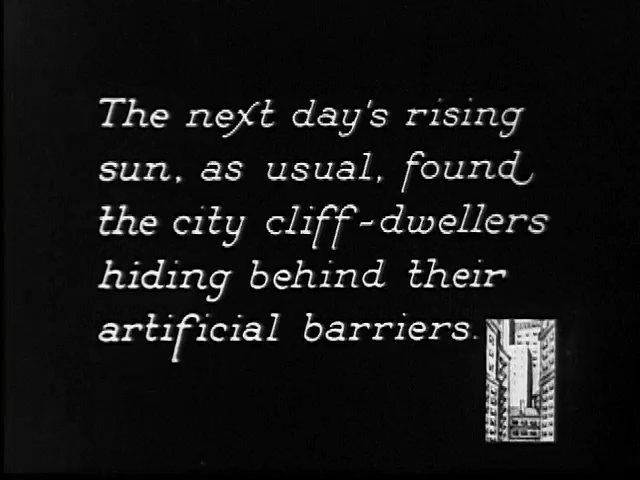 The next day's rising
sun, as usual, found
the city cliff-dwellers
hiding behind their
artificial barriers.